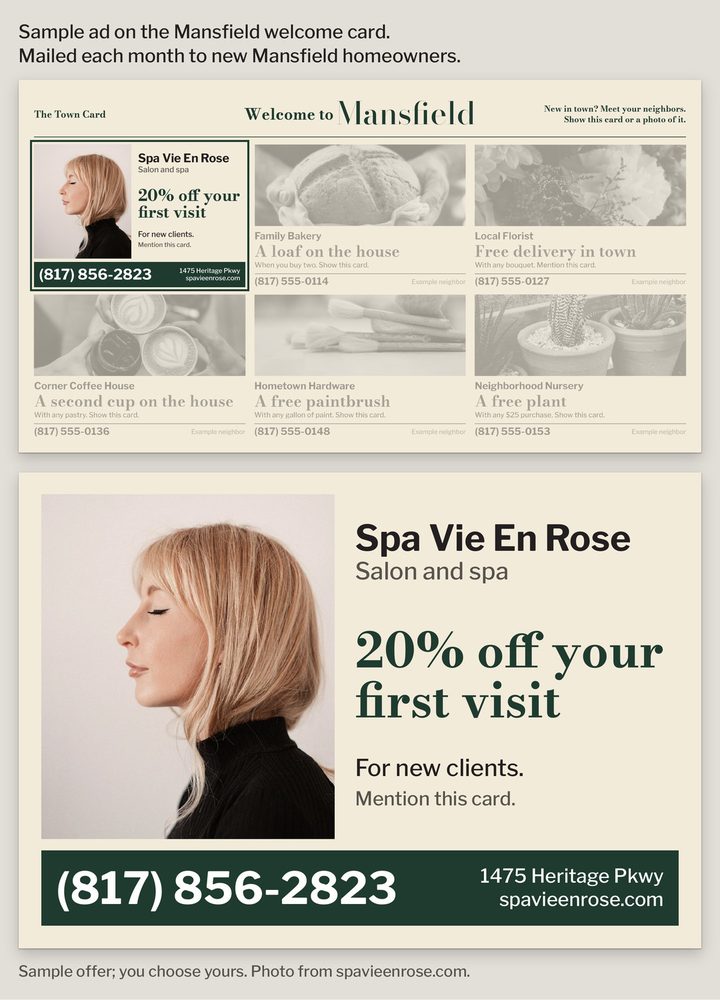 Sample ad on the Mansfield welcome card.
Mailed each month to new Mansfield homeowners.
The Town Card
Welcome to Mansfield
New in town? Meet your neighbors.
Show this card or a photo of it.
Spa Vie En Rose
Salon and spa
20% off your
first visit
For new clients.
Mention this card.
(817) 856-2823
1475 Heritage Pkwy
spavieenrose.com
Family Bakery
A loaf on the house
When you buy two. Show this card.
(817) 555-0114
Example neighbor
Local Florist
Free delivery in town
With any bouquet. Mention this card.
(817) 555-0127
Example neighbor
Corner Coffee House
A second cup on the house
With any pastry. Show this card.
(817) 555-0136
Example neighbor
Hometown Hardware
A free paintbrush
With any gallon of paint. Show this card.
(817) 555-0148
Example neighbor
Neighborhood Nursery
A free plant
With any $25 purchase. Show this card.
(817) 555-0153
Example neighbor
Spa Vie En Rose
Salon and spa
20% off your
first visit
For new clients.
Mention this card.
(817) 856-2823
1475 Heritage Pkwy
spavieenrose.com
Sample offer; you choose yours. Photo from spavieenrose.com.